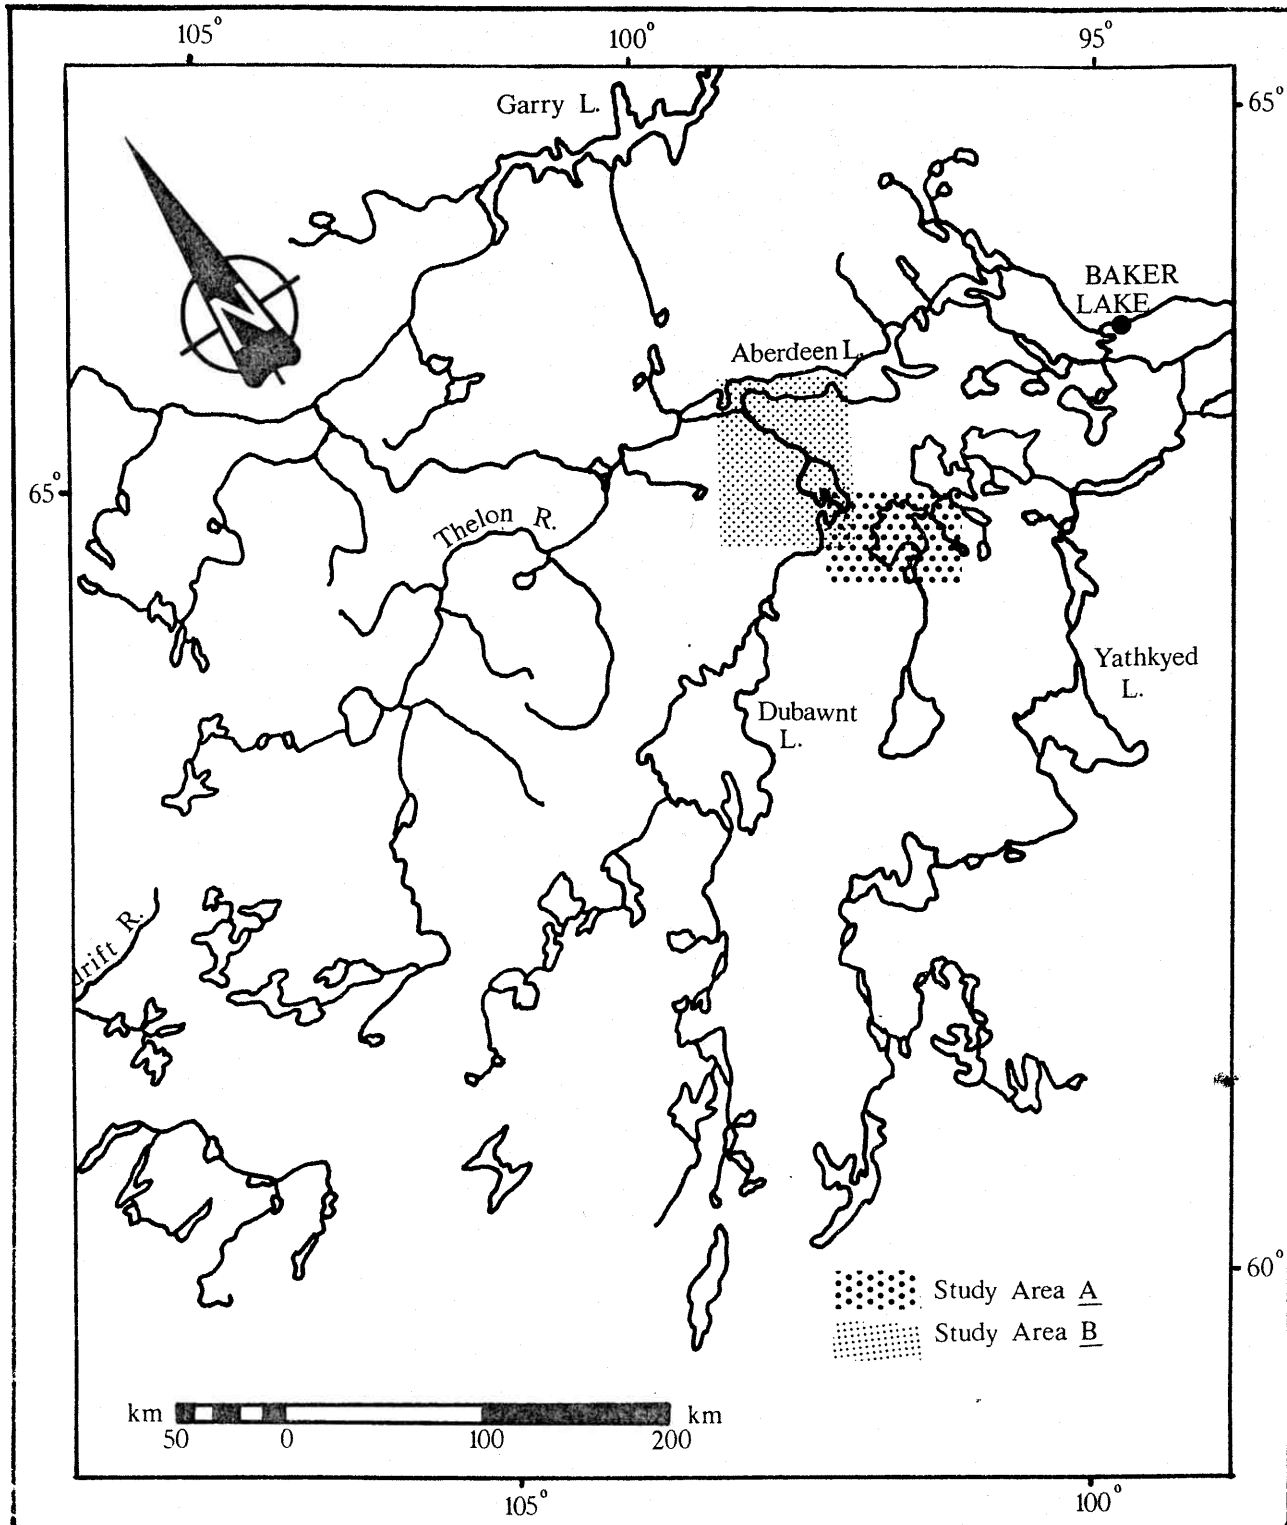 105°
100°
95°
Garry L.
65°
N
BAKER
LAKE
Aberdeen L.
65°
Thelon R.
Yathkyed
L.
Dubawnt
L.
drift R.
60°
Study Area A
Study Area B
km
km
50
0
100
200
105°
100°